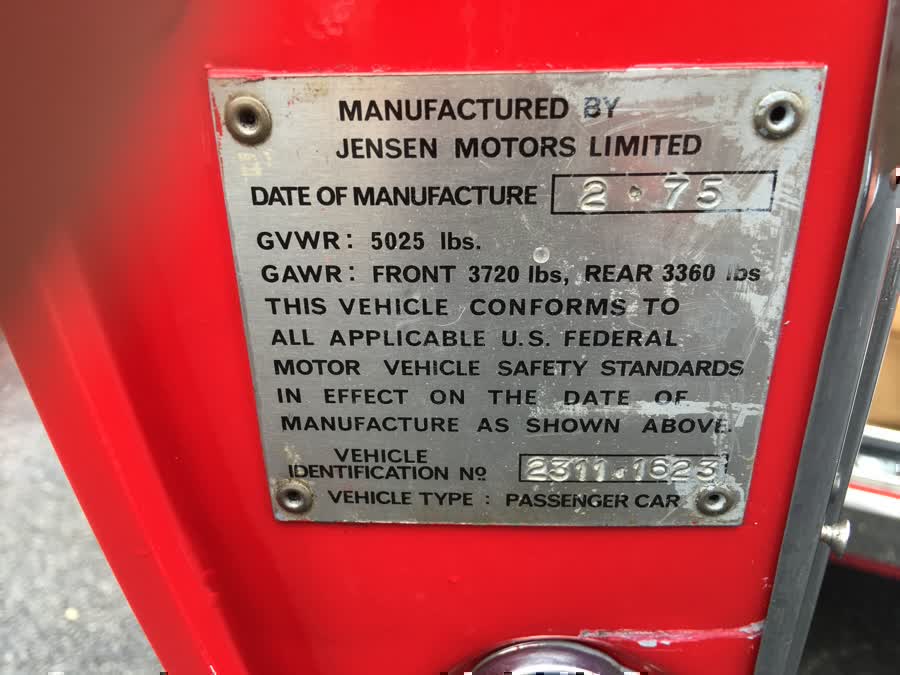 MANUFACTURED BY
JENSEN MOTORS LIMITED
DATE OF MANUFACTURE 2 · 75
GVWR: 5025 lbs.
GAWR: FRONT 3720 lbs, REAR 3360 lbs
THIS VEHICLE CONFORMS TO
ALL APPLICABLE U.S. FEDERAL
MOTOR VEHICLE SAFETY STANDARDS
IN EFFECT ON THE DATE OF
MANUFACTURE AS SHOWN ABOVE.
VEHICLE
IDENTIFICATION Nº 2311·1623
VEHICLE TYPE : PASSENGER CAR